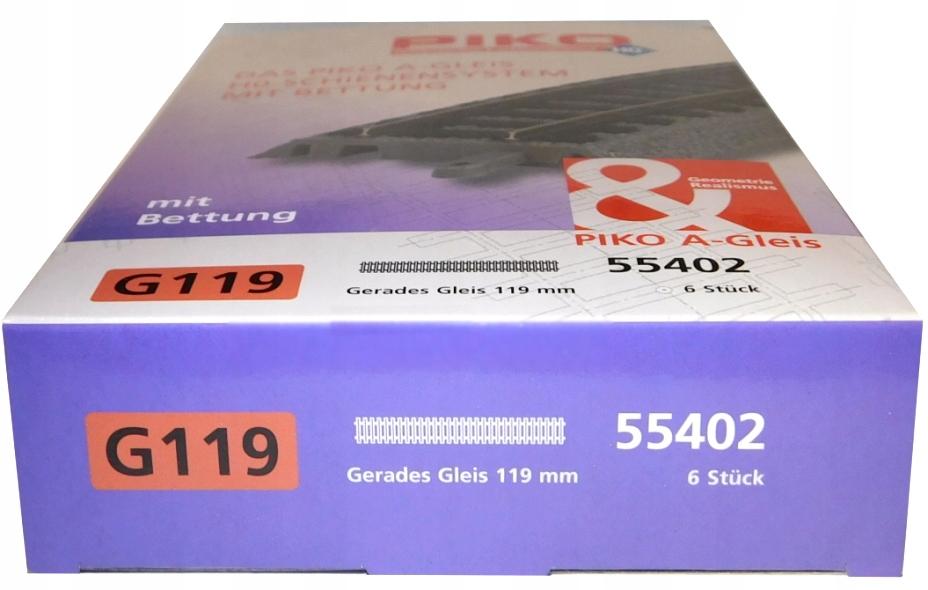 PIKO
H0
DAS PIKO A-GLEIS
H0-SCHIENENSYSTEM
MIT BETTUNG
Geometrie
&
Realismus
mit
Bettung
PIKO A-Gleis
G119
Gerades Gleis 119 mm
55402
6 Stück
G119
Gerades Gleis 119 mm
55402
6 Stück